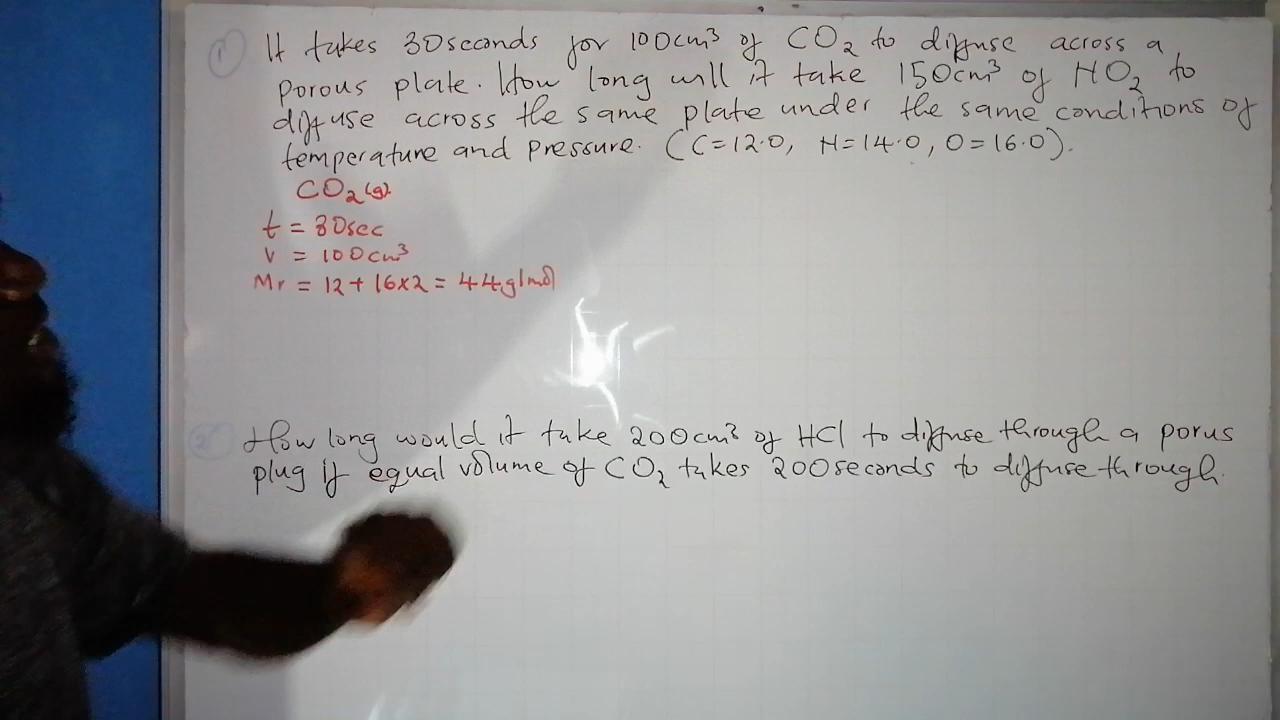 1 It takes 30seconds for 100cm³ of CO₂ to diffuse across a
porous plate. How long will it take 150cm³ of HO₂ to
diffuse across the same plate under the same conditions of
temperature and pressure. (C=12.0, H=14.0, O=16.0).
CO₂(g)
t = 30sec
V = 100cm³
Mr = 12+16x2 = 44g/mol
2 How long would it take 200cm³ of HCl to diffuse through a porus
plug if equal volume of CO₂ takes 200seconds to diffuse through.